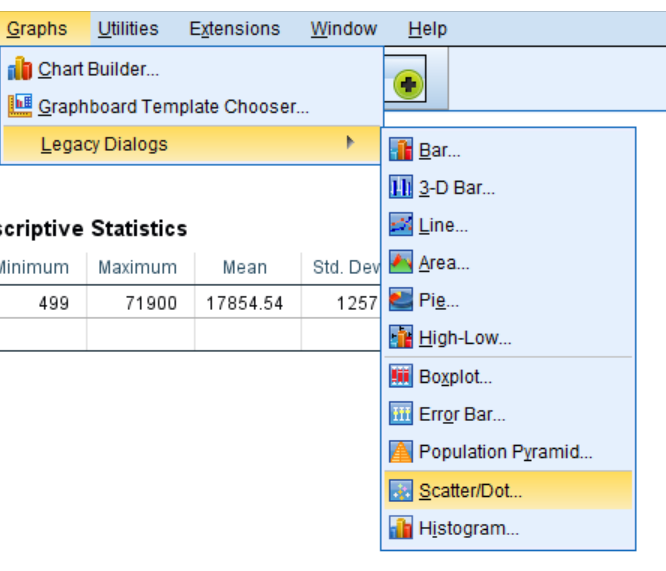 Graphs Utilities Extensions Window Help
Chart Builder...
Graphboard Template Chooser...
Legacy Dialogs
Bar...
3-D Bar...
Line...
Area...
Pie...
High-Low...
Boxplot...
Error Bar...
Population Pyramid...
Scatter/Dot...
Histogram...
scriptive Statistics
Minimum Maximum Mean Std. Dev
499 71900 17854.54 1257